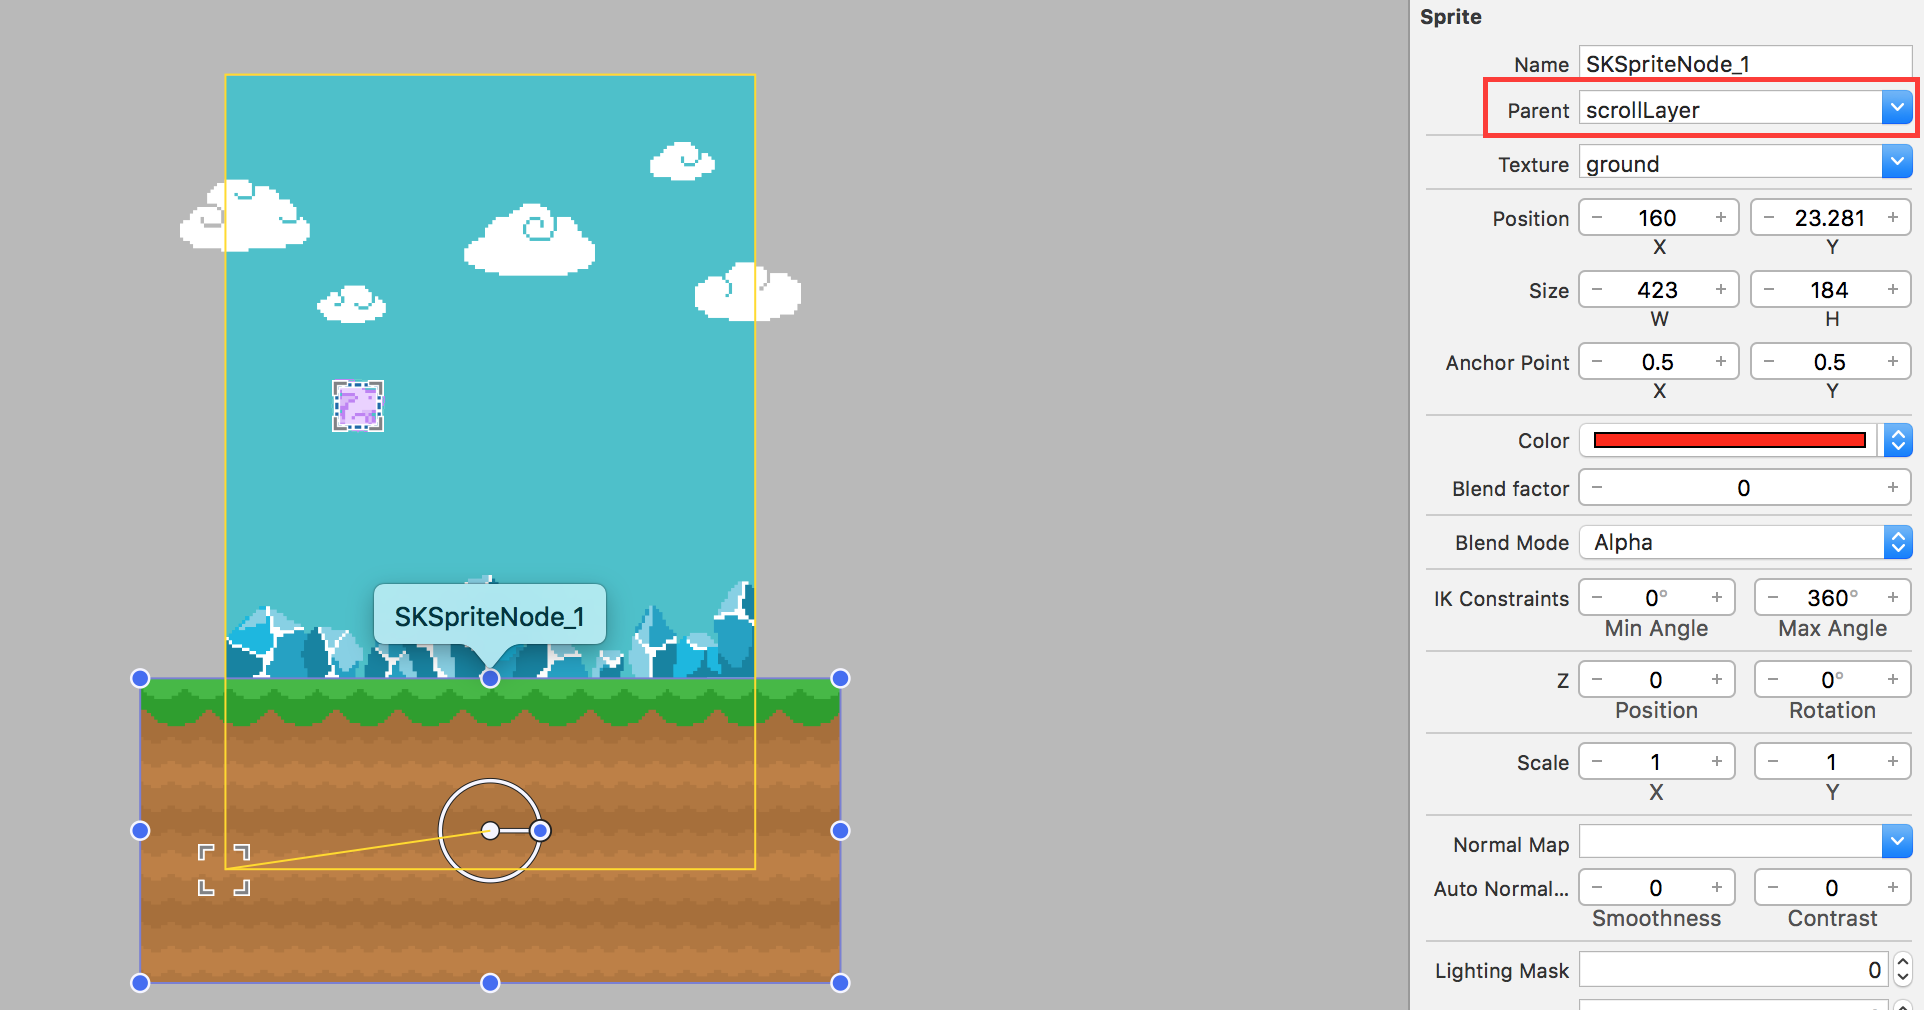 SKSpriteNode_1
Sprite
Name SKSpriteNode_1
Parent scrollLayer
Texture ground
Position − 160 + − 23.281 +
X Y
Size − 423 + − 184 +
W H
Anchor Point − 0.5 + − 0.5 +
X Y
Color
Blend factor − 0 +
Blend Mode Alpha
IK Constraints − 0° + − 360° +
Min Angle Max Angle
Z − 0 + − 0° +
Position Rotation
Scale − 1 + − 1 +
X Y
Normal Map
Auto Normal... − 0 + − 0 +
Smoothness Contrast
Lighting Mask 0